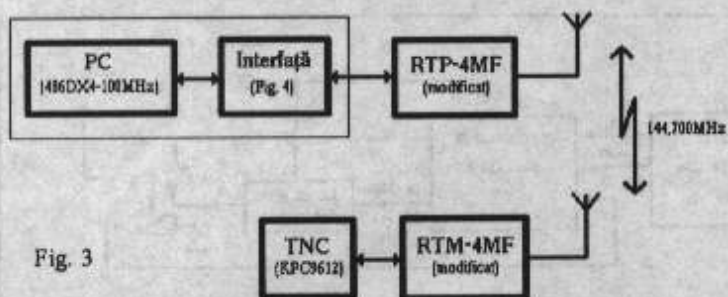 PC
(486DX4-100MHz)
Interfață
(Fig. 4)
RTP-4MF
(modificat)
144,700MHz
TNC
(KPC9612)
RTM-4MF
(modificat)
Fig. 3